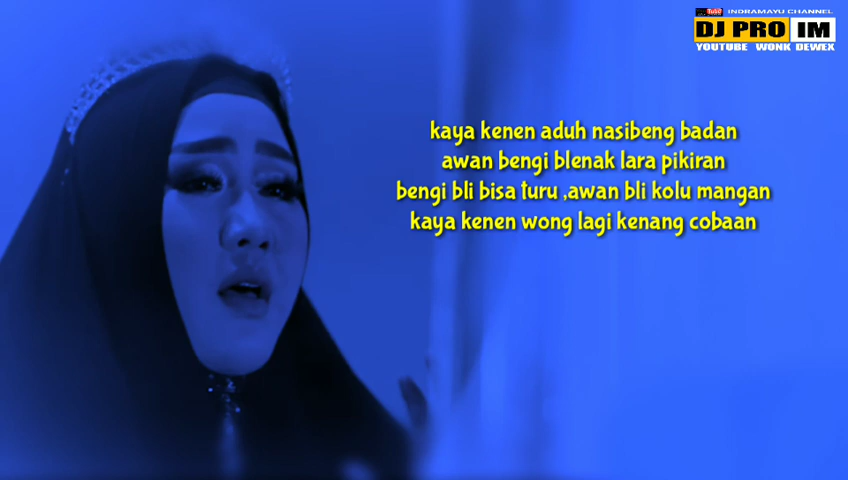 INDRAMAYU CHANNEL
DJ PRO IM
YOUTUBE WONK DEWEX
kaya kenen aduh nasibeng badan
awan bengi blenak lara pikiran
bengi bli bisa turu ,awan bli kolu mangan
kaya kenen wong lagi kenang cobaan